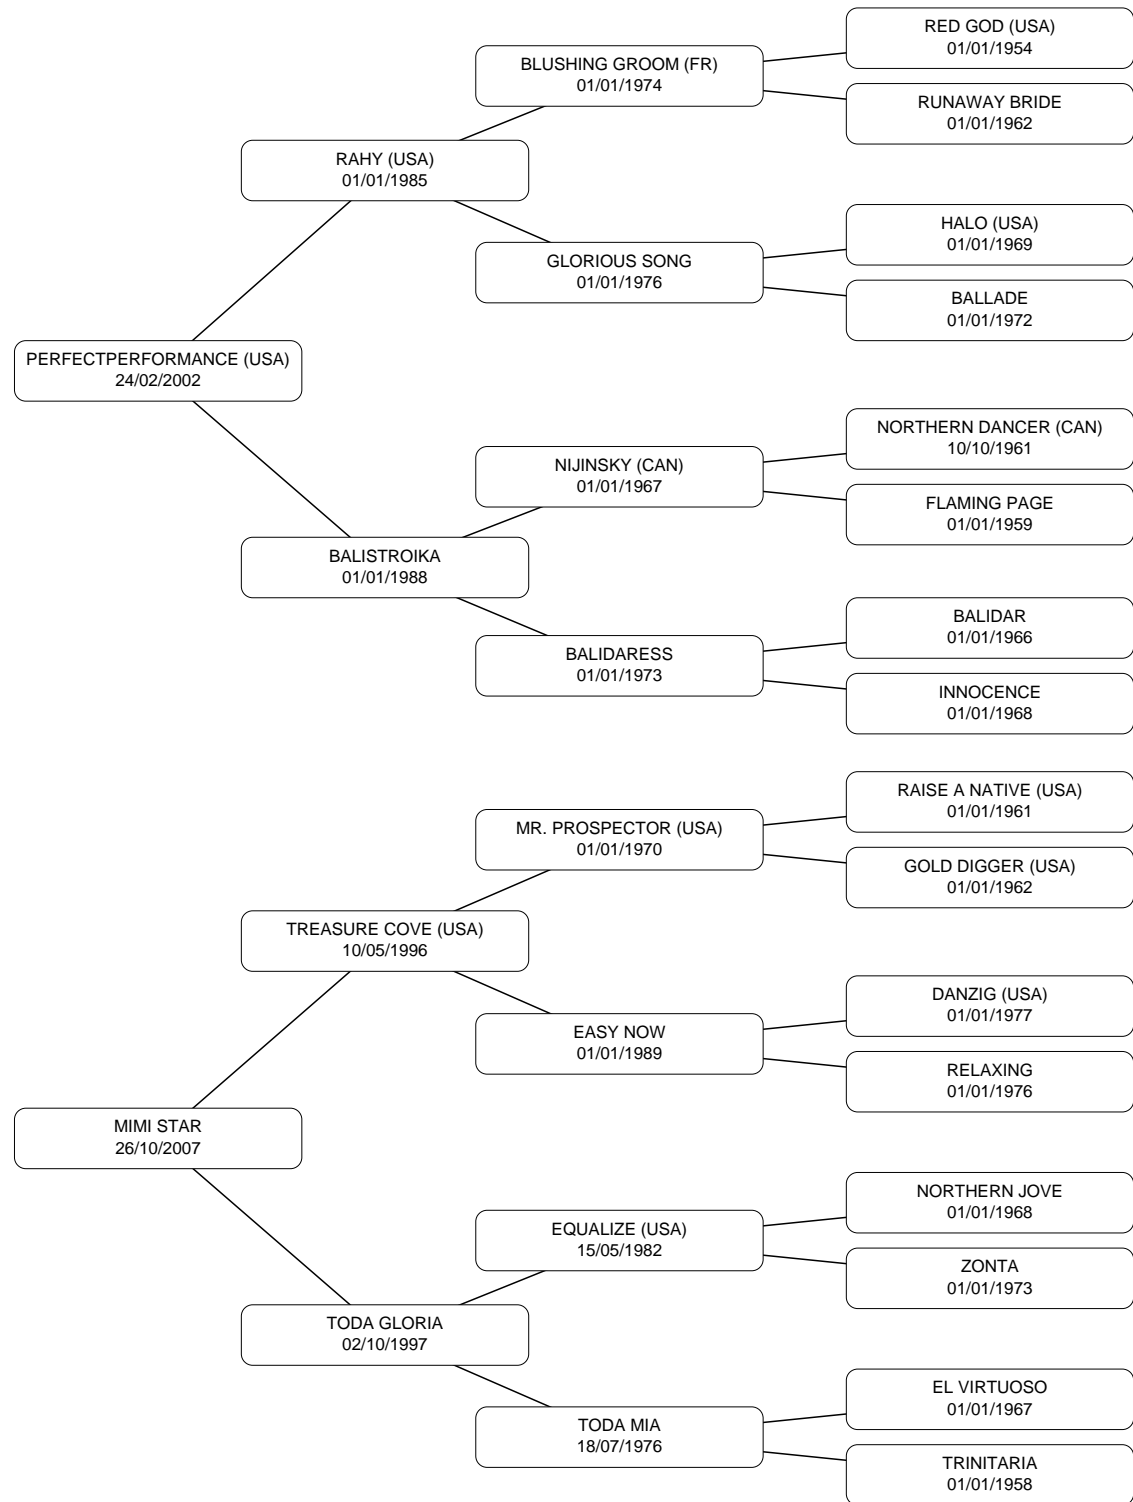 RED GOD (USA)
01/01/1954
BLUSHING GROOM (FR)
01/01/1974
RUNAWAY BRIDE
01/01/1962
RAHY (USA)
01/01/1985
HALO (USA)
01/01/1969
GLORIOUS SONG
01/01/1976
BALLADE
01/01/1972
PERFECTPERFORMANCE (USA)
24/02/2002
NORTHERN DANCER (CAN)
10/10/1961
NIJINSKY (CAN)
01/01/1967
FLAMING PAGE
01/01/1959
BALISTROIKA
01/01/1988
BALIDAR
01/01/1966
BALIDARESS
01/01/1973
INNOCENCE
01/01/1968
RAISE A NATIVE (USA)
01/01/1961
MR. PROSPECTOR (USA)
01/01/1970
GOLD DIGGER (USA)
01/01/1962
TREASURE COVE (USA)
10/05/1996
DANZIG (USA)
01/01/1977
EASY NOW
01/01/1989
RELAXING
01/01/1976
MIMI STAR
26/10/2007
NORTHERN JOVE
01/01/1968
EQUALIZE (USA)
15/05/1982
ZONTA
01/01/1973
TODA GLORIA
02/10/1997
EL VIRTUOSO
01/01/1967
TODA MIA
18/07/1976
TRINITARIA
01/01/1958